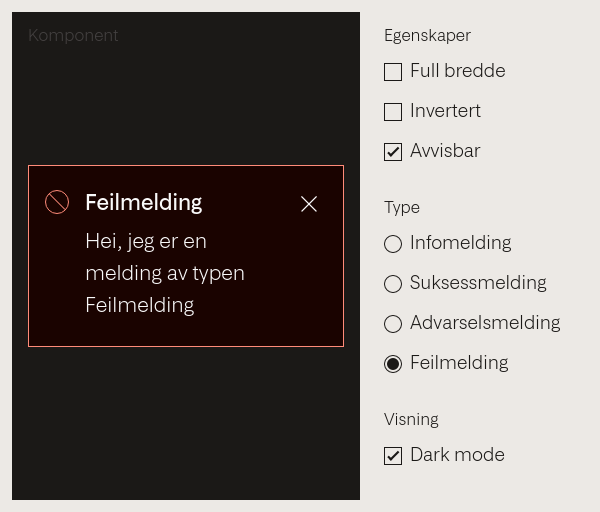 Komponent
Feilmelding
Hei, jeg er en
melding av typen
Feilmelding
Egenskaper
Full bredde
Invertert
Avvisbar
Type
Infomelding
Suksessmelding
Advarselsmelding
Feilmelding
Visning
Dark mode